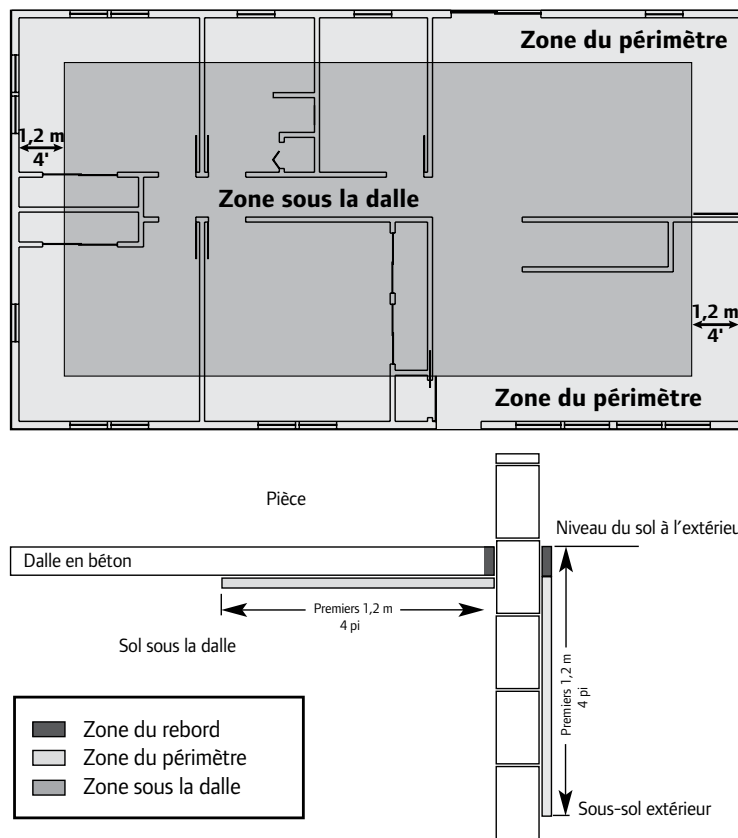 Zone du périmètre
1,2 m
4'
Zone sous la dalle
1,2 m
4'
Zone du périmètre
Pièce
Niveau du sol à l'extérieu
Dalle en béton
Premiers 1,2 m
4 pi
Sol sous la dalle
Premiers 1,2 m
4 pi
Zone du rebord
Zone du périmètre
Zone sous la dalle
Sous-sol extérieur